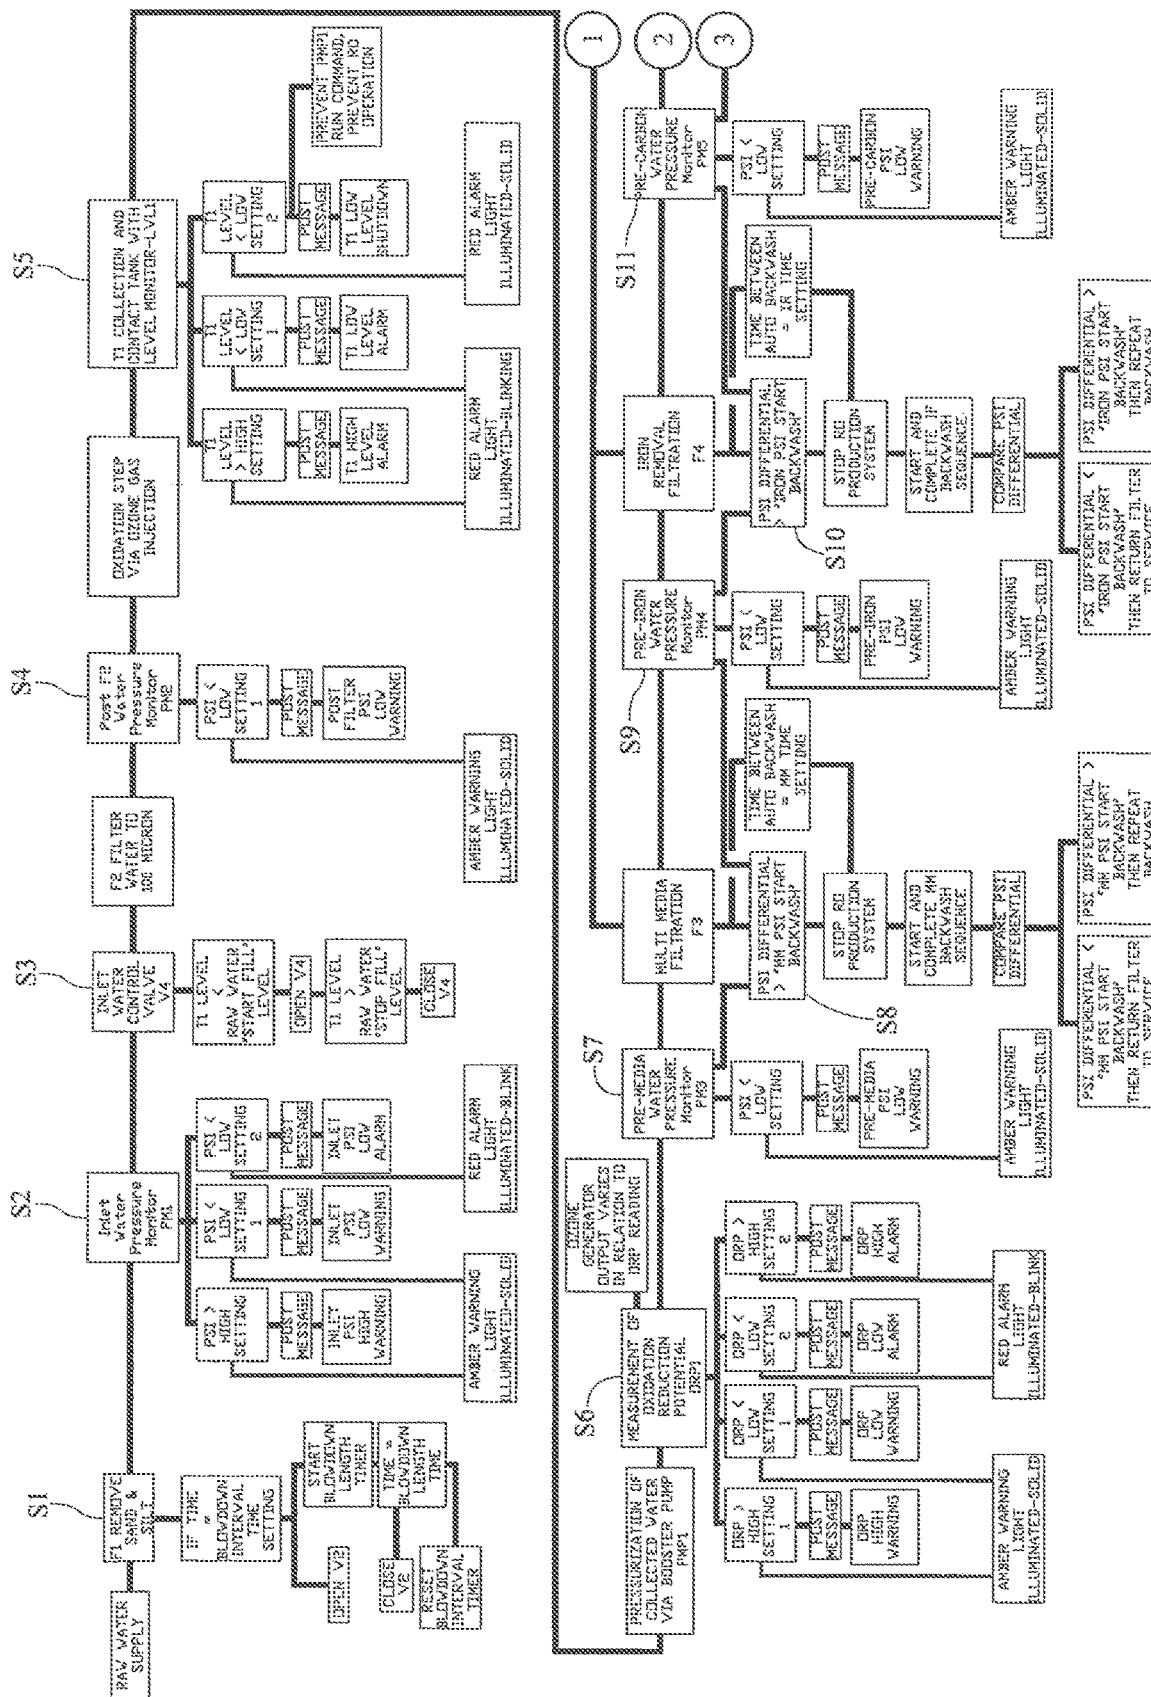 RAW WATER
SUPPLY
S1
F1 REMOVE
SAND &
SILT
IF TIME
=
BLOWDOWN
INTERVAL
TIME
SETTING
OPEN V2
START
BLOWDOWN
LENGTH
TIMER
TIME =
BLOWDOWN
LENGTH
TIME
CLOSE
V2
RESET
BLOWDOWN
INTERVAL
TIMER
S2
Inlet
Water
Pressure
Monitor
PM1
PSI >
HIGH
SETTING
POST
MESSAGE
INLET
PSI
HIGH
WARNING
PSI <
LOW
SETTING
1
POST
MESSAGE
INLET
PSI
LOW
WARNING
PSI <
LOW
SETTING
2
POST
MESSAGE
INLET
PSI
LOW
ALARM
AMBER WARNING
LIGHT
ILLUMINATED-SOLID
RED ALARM
LIGHT
ILLUMINATED-BLINK
S3
INLET
WATER
CONTROL
VALVE
V4
T1 LEVEL
<
RAW WATER
"START FILL"
LEVEL
OPEN V4
T1 LEVEL
>
RAW WATER
"STOP FILL"
LEVEL
CLOSE
V4
F2 FILTER
WATER TO
100 MICRON
S4
Post F2
Water
Pressure
Monitor
PM2
PSI <
LOW
SETTING
1
POST
MESSAGE
POST
FILTER
PSI
LOW
WARNING
AMBER WARNING
LIGHT
ILLUMINATED-SOLID
OXIDATION STEP
VIA OZONE GAS
INJECTION
S5
T1 COLLECTION AND
CONTACT TANK WITH
LEVEL MONITOR-LVL1
T1
LEVEL
> HIGH
SETTING
POST
MESSAGE
T1 HIGH
LEVEL
ALARM
T1
LEVEL
< LOW
SETTING
1
POST
MESSAGE
T1 LOW
LEVEL
ALARM
T1
LEVEL
< LOW
SETTING
2
POST
MESSAGE
T1 LOW
LEVEL
SHUTDOWN
PREVENT PMP1
RUN COMMAND,
PREVENT RO
OPERATION
RED ALARM
LIGHT
ILLUMINATED-BLINKING
RED ALARM
LIGHT
ILLUMINATED-SOLID
PRESSURIZATION OF
COLLECTED WATER
VIA BOOSTER PUMP
PMP1
S6
MEASUREMENT OF
OXIDATION
REDUCTION
POTENTIAL
ORP1
OZONE
GENERATOR
OUTPUT VARIES
IN RELATION TO
ORP READING
ORP >
HIGH
SETTING
1
POST
MESSAGE
ORP
HIGH
WARNING
ORP <
LOW
SETTING
1
POST
MESSAGE
ORP
LOW
WARNING
ORP <
LOW
SETTING
2
POST
MESSAGE
ORP
LOW
ALARM
ORP >
HIGH
SETTING
2
POST
MESSAGE
ORP
HIGH
ALARM
AMBER WARNING
LIGHT
ILLUMINATED-SOLID
RED ALARM
LIGHT
ILLUMINATED-BLINK
S7
PRE-MEDIA
WATER
PRESSURE
Monitor
PM3
PSI <
LOW
SETTING
POST
MESSAGE
PRE-MEDIA
PSI
LOW
WARNING
AMBER WARNING
LIGHT
ILLUMINATED-SOLID
MULTI MEDIA
FILTRATION
F3
S8
PSI DIFFERENTIAL
> "MM PSI START
BACKWASH"
TIME BETWEEN
AUTO BACKWASH
= MM TIME
SETTING
STOP RO
PRODUCTION
SYSTEM
START AND
COMPLETE MM
BACKWASH
SEQUENCE
COMPARE PSI
DIFFERENTIAL
PSI DIFFERENTIAL <
"MM PSI START
BACKWASH"
THEN RETURN FILTER
TO SERVICE
PSI DIFFERENTIAL >
"MM PSI START
BACKWASH"
THEN REPEAT
BACKWASH
S9
PRE-IRON
WATER
PRESSURE
Monitor
PM4
PSI <
LOW
SETTING
POST
MESSAGE
PRE-IRON
PSI
LOW
WARNING
AMBER WARNING
LIGHT
ILLUMINATED-SOLID
IRON
REMOVAL
FILTRATION
F4
S10
PSI DIFFERENTIAL
> "IRON PSI START
BACKWASH"
TIME BETWEEN
AUTO BACKWASH
= IR TIME
SETTING
STOP RO
PRODUCTION
SYSTEM
START AND
COMPLETE IF
BACKWASH
SEQUENCE.
COMPARE PSI
DIFFERENTIAL
PSI DIFFERENTIAL <
"IRON PSI START
BACKWASH"
THEN RETURN FILTER
TO SERVICE
PSI DIFFERENTIAL >
"IRON PSI START
BACKWASH"
THEN REPEAT
BACKWASH
S11
PRE-CARBON
WATER
PRESSURE
Monitor
PM5
PSI <
LOW
SETTING
POST
MESSAGE
PRE-CARBON
PSI
LOW
WARNING
AMBER WARNING
LIGHT
ILLUMINATED-SOLID
1
2
3